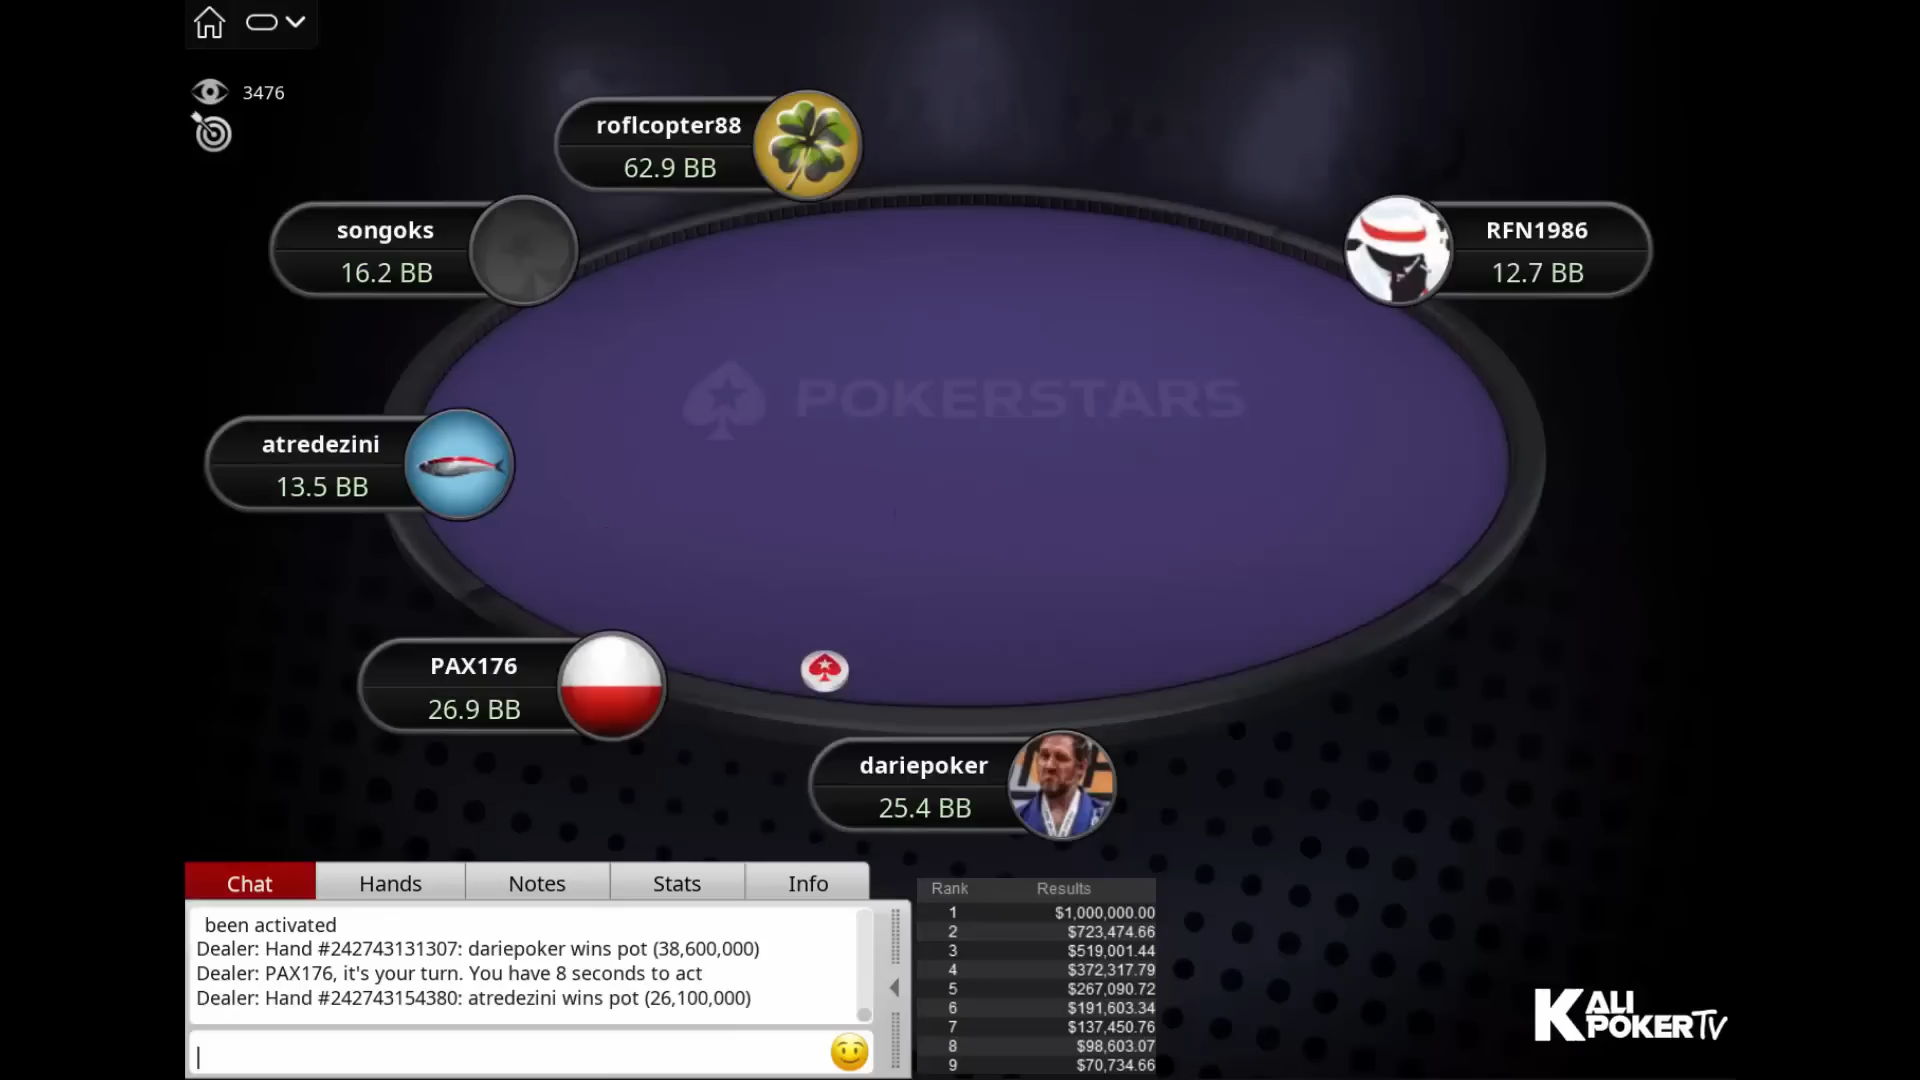 3476
roflcopter88
62.9 BB
songoks
16.2 BB
RFN1986
12.7 BB
POKERSTARS
atredezini
13.5 BB
PAX176
26.9 BB
dariepoker
25.4 BB
Chat Hands Notes Stats Info
been activated
Dealer: Hand #242743131307: dariepoker wins pot (38,600,000)
Dealer: PAX176, it's your turn. You have 8 seconds to act
Dealer: Hand #242743154380: atredezini wins pot (26,100,000)
Rank Results
1 $1,000,000.00
2 $723,474.66
3 $519,001.44
4 $372,317.79
5 $267,090.72
6 $191,603.34
7 $137,450.76
8 $98,603.07
9 $70,734.66
KALI
POKERTV